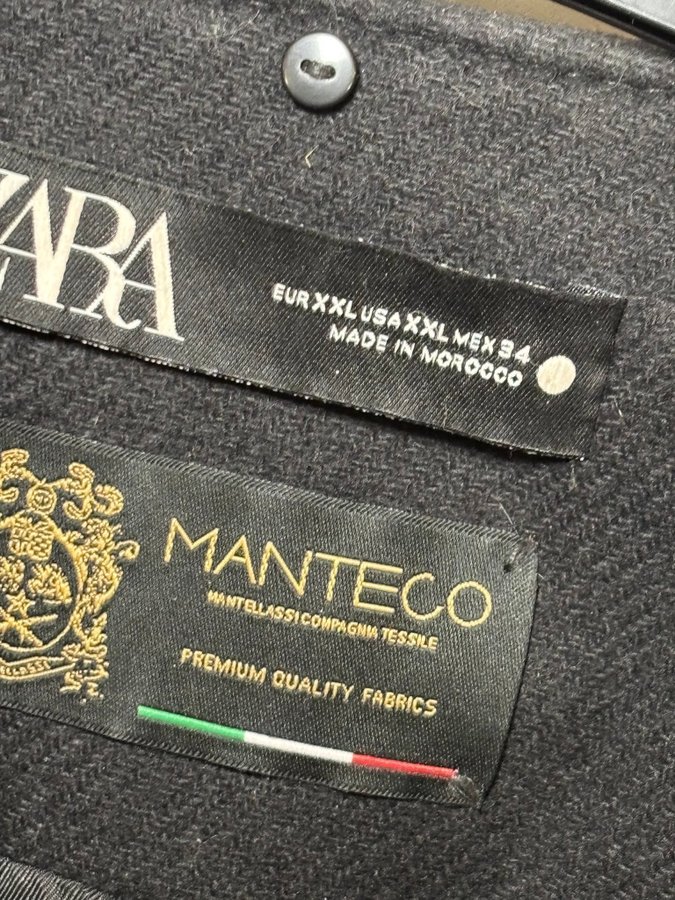 ZARA
EUR XXL USA XXL MEX 34
MADE IN MOROCCO
MANTECO
MANTELLASSI COMPAGNIA TESSILE
PREMIUM QUALITY FABRICS